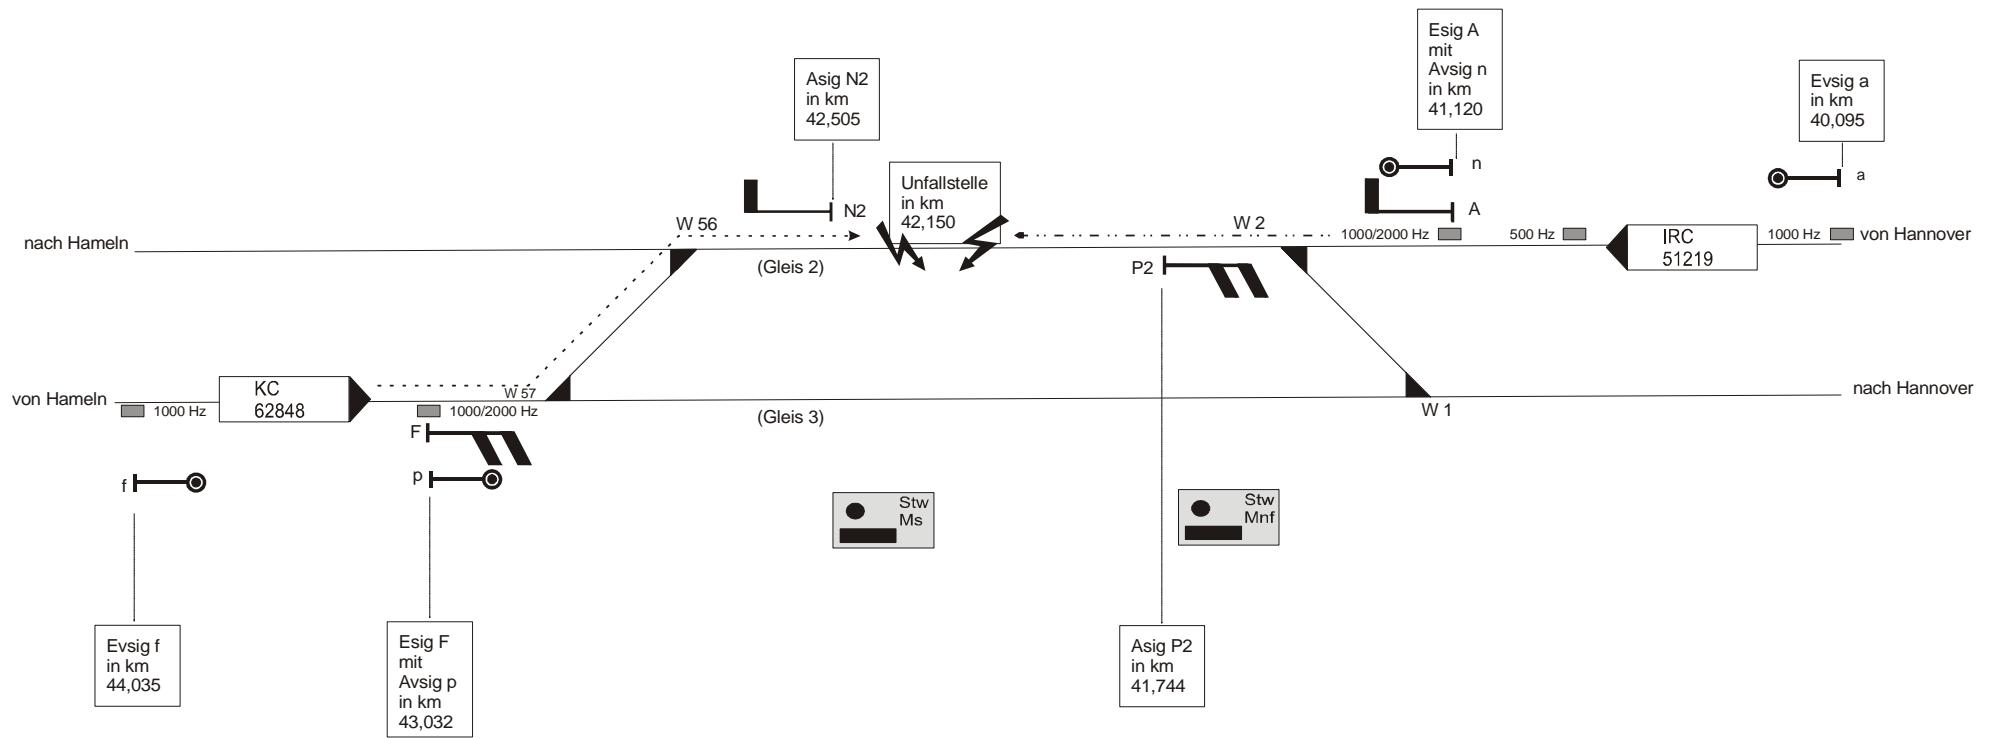 Esig A
mit
Avsig n
in km
41,120
Asig N2
in km
42,505
Evsig a
in km
40,095
n
a
Unfallstelle
in km
42,150
N2
A
W 56
W 2
1000/2000 Hz
500 Hz
1000 Hz
von Hannover
nach Hameln
IRC
51219
(Gleis 2)
P2
KC
62848
W 57
von Hameln
nach Hannover
1000 Hz
1000/2000 Hz
(Gleis 3)
W 1
F
p
f
Stw
Ms
Stw
Mnf
Evsig f
in km
44,035
Esig F
mit
Avsig p
in km
43,032
Asig P2
in km
41,744